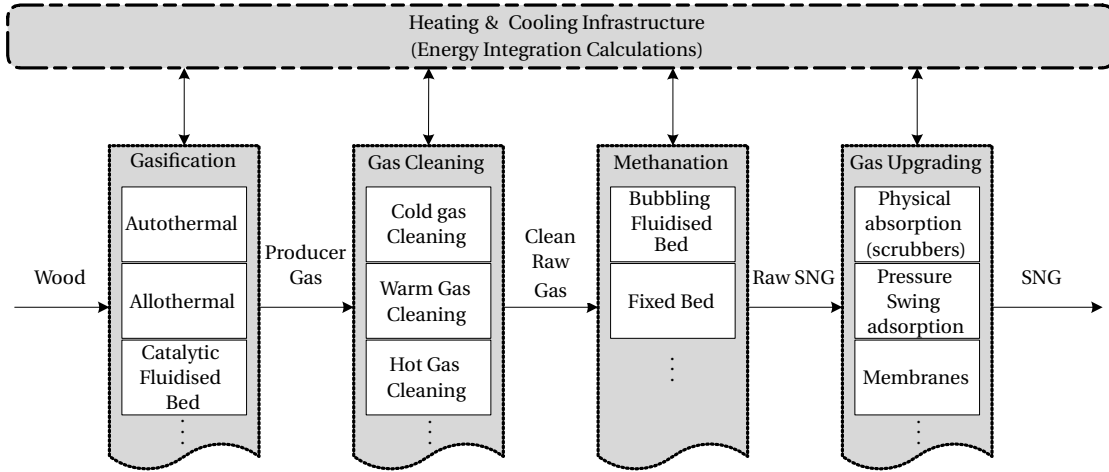 Heating & Cooling Infrastructure
(Energy Integration Calculations)
Wood
Gasification
Autothermal
Allothermal
Catalytic
Fluidised
Bed
Producer
Gas
Gas Cleaning
Cold gas
Cleaning
Warm Gas
Cleaning
Hot Gas
Cleaning
Clean
Raw
Gas
Methanation
Bubbling
Fluidised
Bed
Fixed Bed
Raw SNG
Gas Upgrading
Physical
absorption
(scrubbers)
Pressure
Swing
adsorption
Membranes
SNG